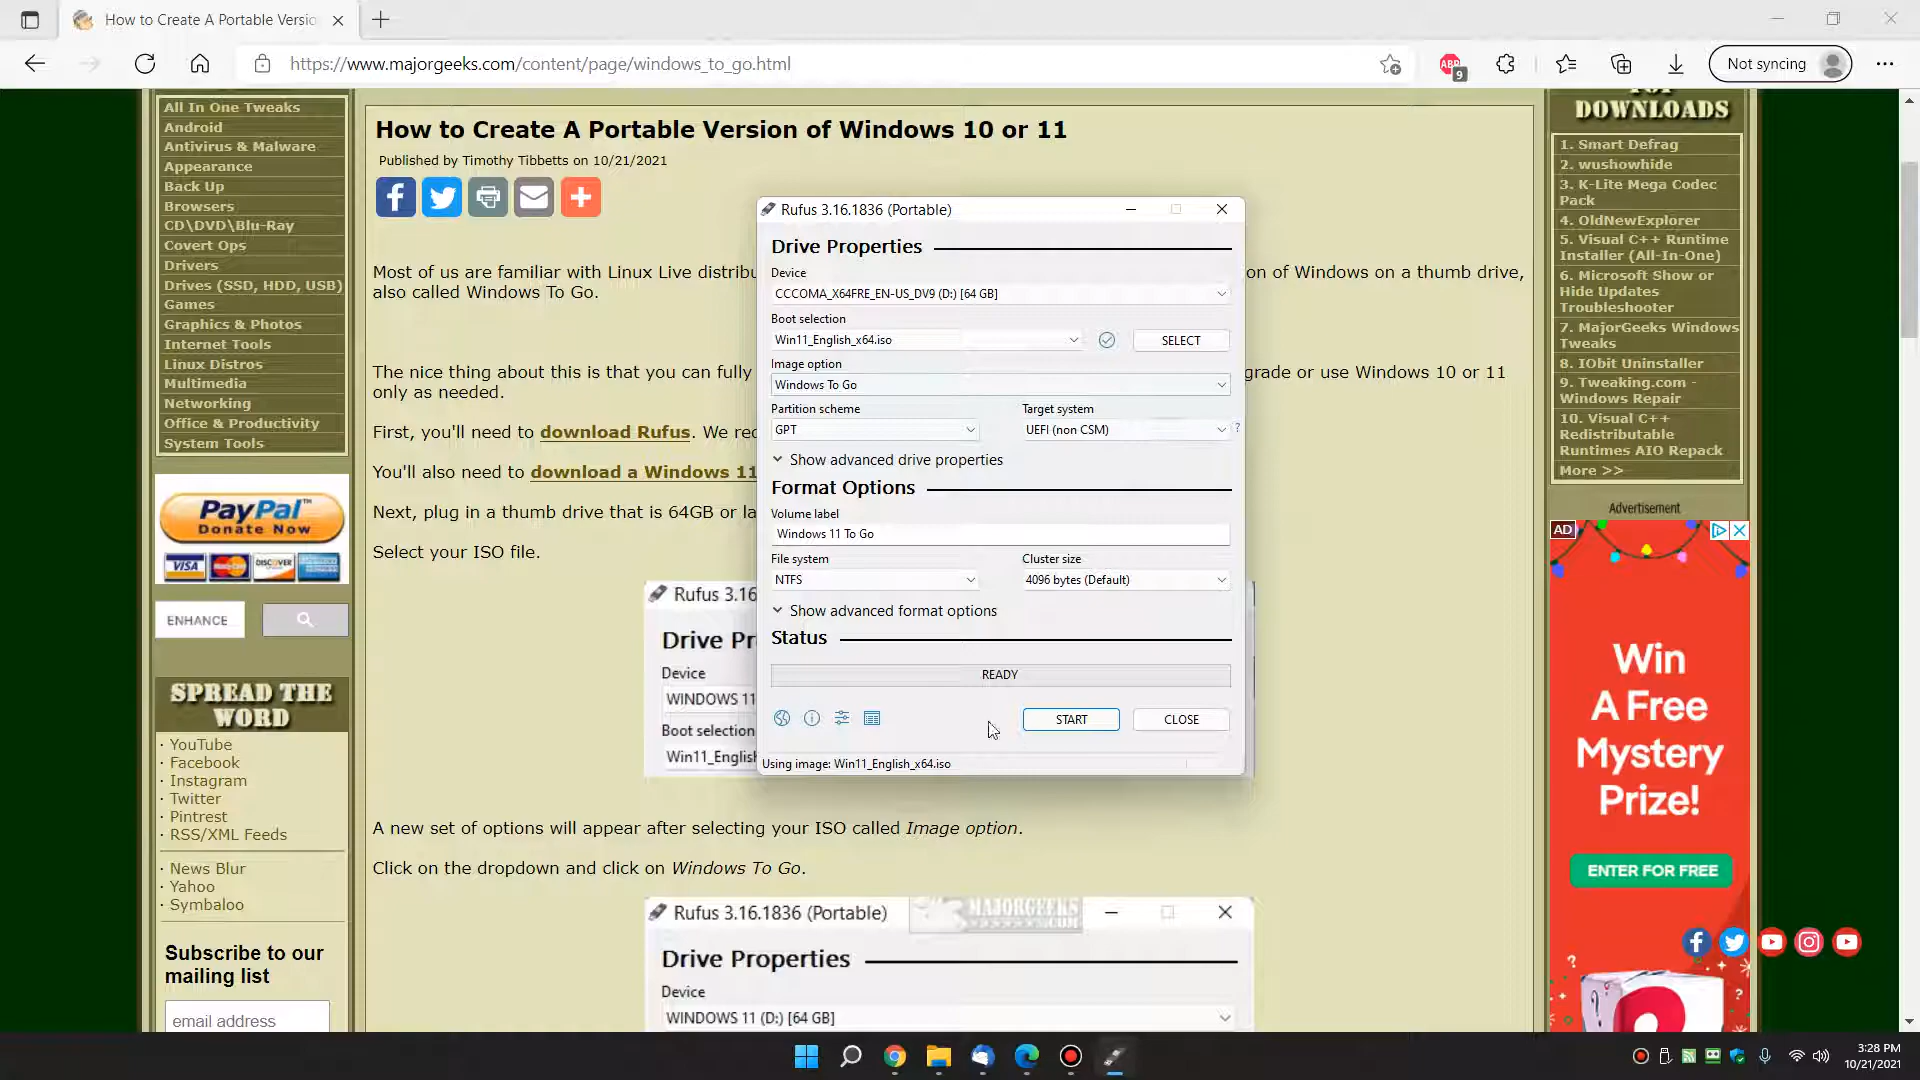 How to Create A Portable Versio
https://www.majorgeeks.com/content/page/windows_to_go.html
ABP
9
Not syncing
All In One Tweaks
Android
Antivirus & Malware
Appearance
Back Up
Browsers
CD\DVD\Blu-Ray
Covert Ops
Drivers
Drives (SSD, HDD, USB)
Games
Graphics & Photos
Internet Tools
Linux Distros
Multimedia
Networking
Office & Productivity
System Tools
PayPal™
Donate Now
VISA
MasterCard
DISCOVER
ENHANCE
SPREAD THE
WORD
· YouTube
· Facebook
· Instagram
· Twitter
· Pintrest
· RSS/XML Feeds
· News Blur
· Yahoo
· Symbaloo
Subscribe to our
mailing list
email address
How to Create A Portable Version of Windows 10 or 11
Published by Timothy Tibbetts on 10/21/2021
Most of us are familiar with Linux Live distribu
on of Windows on a thumb drive,
also called Windows To Go.
The nice thing about this is that you can fully
grade or use Windows 10 or 11
only as needed.
First, you'll need to download Rufus. We rec
You'll also need to download a Windows 11
Next, plug in a thumb drive that is 64GB or la
Select your ISO file.
Rufus 3.16
Drive Pr
Device
WINDOWS 11
Boot selection
Win11_English
Rufus 3.16.1836 (Portable)
Drive Properties
Device
CCCOMA_X64FRE_EN-US_DV9 (D:) [64 GB]
Boot selection
Win11_English_x64.iso
SELECT
Image option
Windows To Go
Partition scheme
Target system
GPT
UEFI (non CSM)
?
Show advanced drive properties
Format Options
Volume label
Windows 11 To Go
File system
Cluster size
NTFS
4096 bytes (Default)
Show advanced format options
Status
READY
START
CLOSE
Using image: Win11_English_x64.iso
A new set of options will appear after selecting your ISO called Image option.
Click on the dropdown and click on Windows To Go.
Rufus 3.16.1836 (Portable)
MAJORGEEKS
.COM
Drive Properties
Device
WINDOWS 11 (D:) [64 GB]
TOP
DOWNLOADS
1. Smart Defrag
2. wushowhide
3. K-Lite Mega Codec
Pack
4. OldNewExplorer
5. Visual C++ Runtime
Installer (All-In-One)
6. Microsoft Show or
Hide Updates
Troubleshooter
7. MajorGeeks Windows
Tweaks
8. IObit Uninstaller
9. Tweaking.com -
Windows Repair
10. Visual C++
Redistributable
Runtimes AIO Repack
More >>
Advertisement
AD
Win
A Free
Mystery
Prize!
ENTER FOR FREE
3:28 PM
10/21/2021